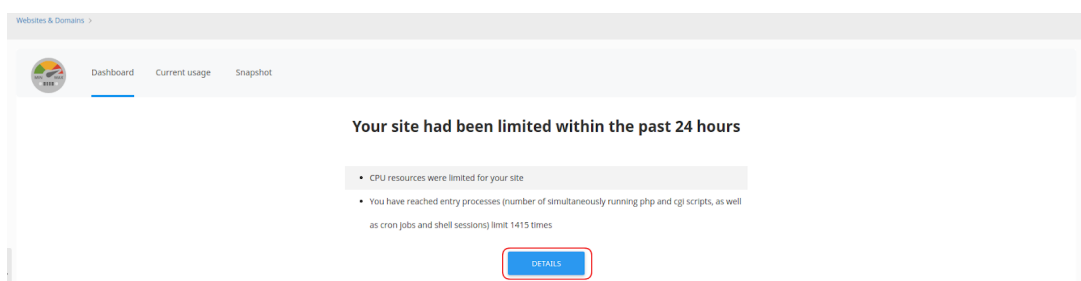 Websites & Domains >
Dashboard Current usage Snapshot
Your site had been limited within the past 24 hours
• CPU resources were limited for your site
• You have reached entry processes (number of simultaneously running php and cgi scripts, as well
as cron jobs and shell sessions) limit 1415 times
DETAILS